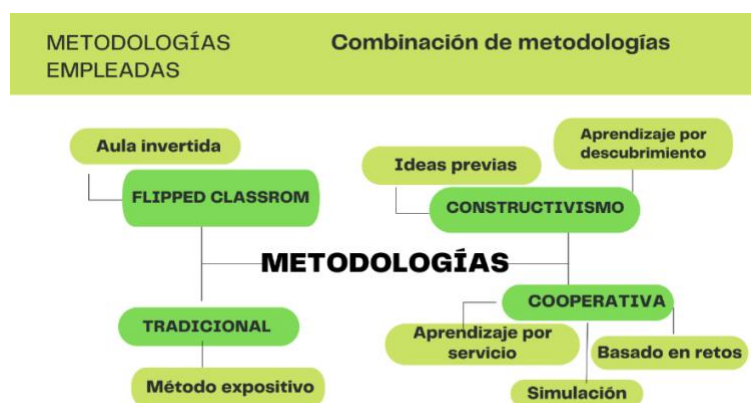 METODOLOGÍAS
EMPLEADAS
Combinación de metodologías
Aula invertida
FLIPPED CLASSROM
Ideas previas
Aprendizaje por
descubrimiento
CONSTRUCTIVISMO
METODOLOGÍAS
TRADICIONAL
Método expositivo
COOPERATIVA
Aprendizaje por
servicio
Basado en retos
Simulación